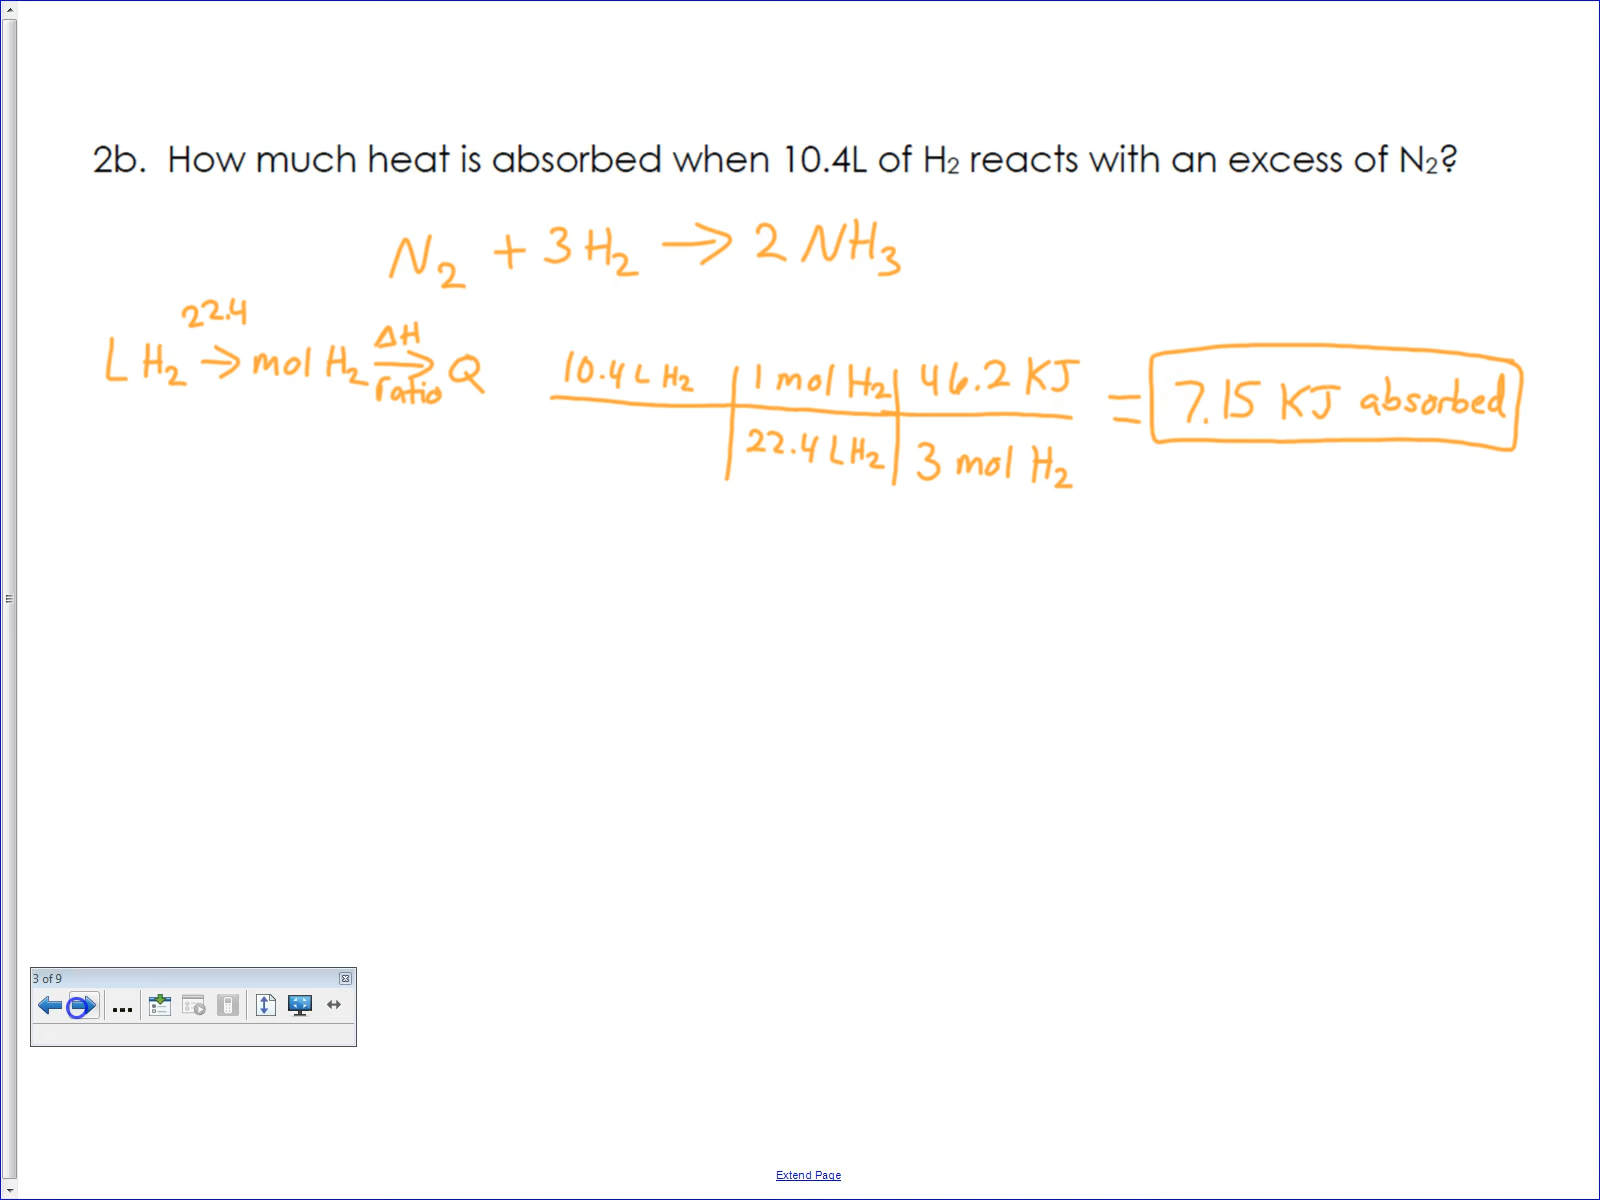 2b. How much heat is absorbed when 10.4L of H2 reacts with an excess of N2?
N2 + 3H2 → 2 NH3
22.4
L H2 → mol H2 ΔH → ratio Q
10.4 L H2 | 1 mol H2 | 46.2 KJ
22.4 L H2 | 3 mol H2
= 7.15 KJ absorbed
3 of 9
Extend Page